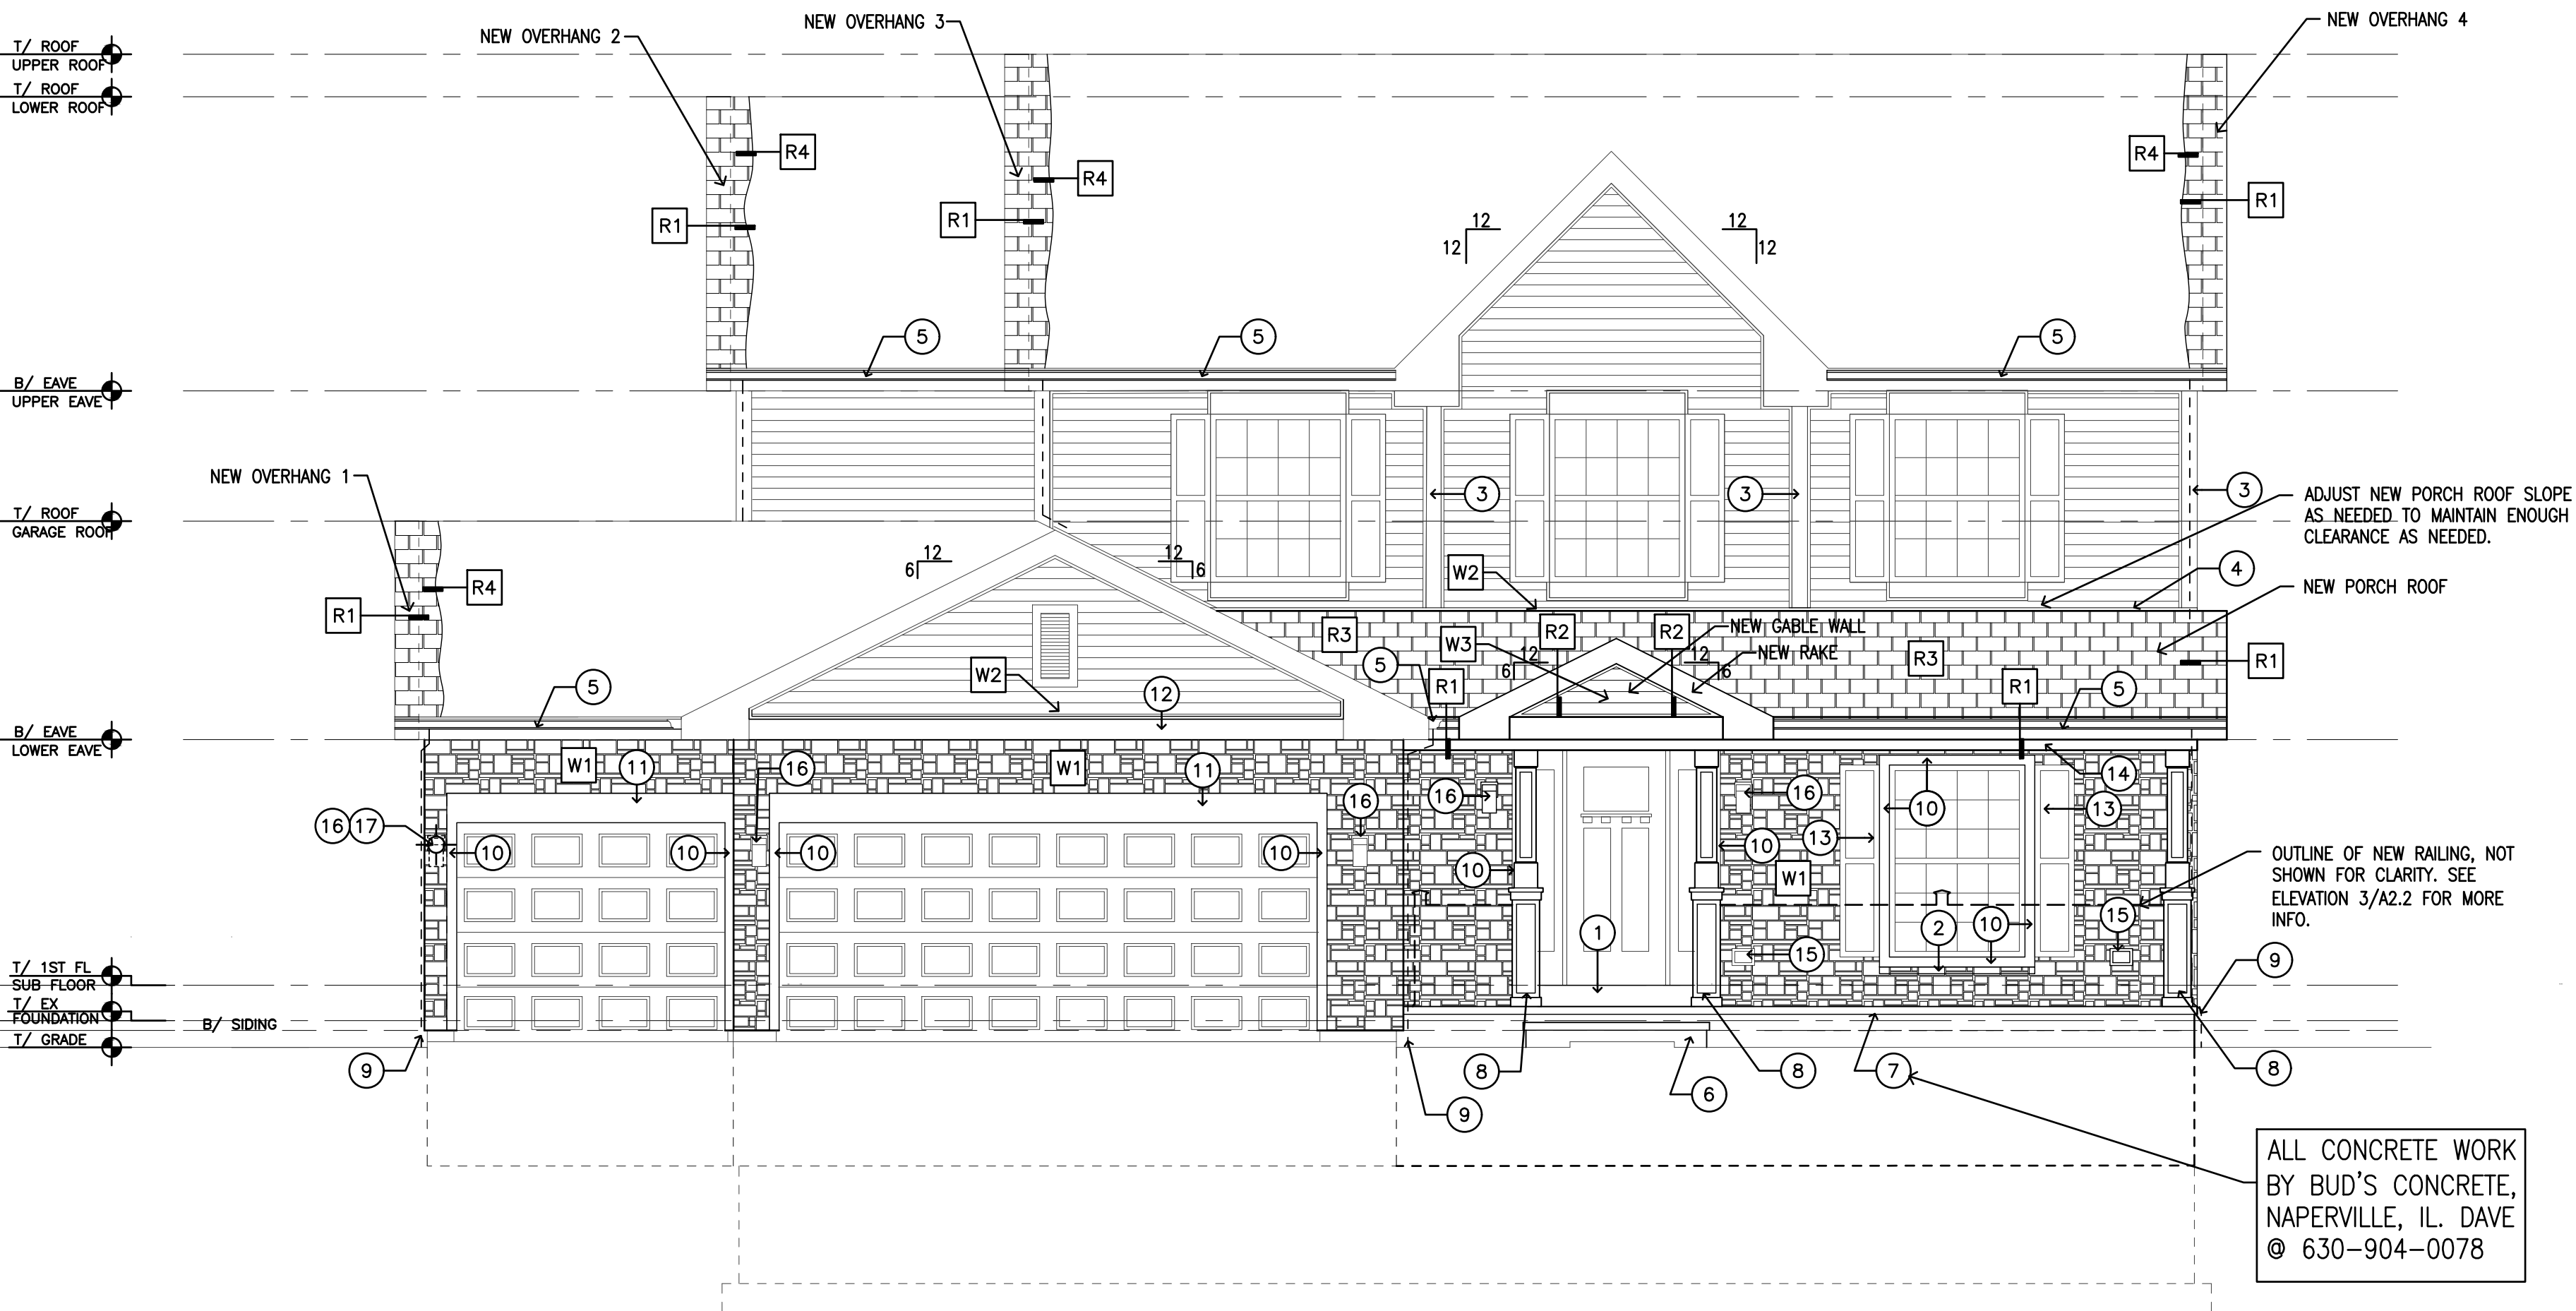 NEW OVERHANG 3
NEW OVERHANG 4
NEW OVERHANG 2
T/ ROOF
UPPER ROOF
T/ ROOF
LOWER ROOF
R4
R4
R4
R1
R1
R1
12
12
12
12
5
5
5
B/ EAVE
UPPER EAVE
NEW OVERHANG 1
3
3
3
ADJUST NEW PORCH ROOF SLOPE
AS NEEDED TO MAINTAIN ENOUGH
CLEARANCE AS NEEDED.
T/ ROOF
GARAGE ROOF
12
6
12
6
W2
4
NEW PORCH ROOF
R4
R1
R3
W3
R2
R2
NEW GABLE WALL
NEW RAKE
12
6
12
6
R3
R1
5
W2
12
5
R1
R1
5
B/ EAVE
LOWER EAVE
W1
11
16
W1
11
16
16
16
14
10
13
13
16
17
10
10
10
10
10
10
W1
OUTLINE OF NEW RAILING, NOT
SHOWN FOR CLARITY. SEE
ELEVATION 3/A2.2 FOR MORE
INFO.
1
2
10
15
15
9
T/ 1ST FL
SUB FLOOR
T/ EX
FOUNDATION
B/ SIDING
T/ GRADE
9
8
8
6
7
8
9
ALL CONCRETE WORK
BY BUD'S CONCRETE,
NAPERVILLE, IL. DAVE
@ 630-904-0078